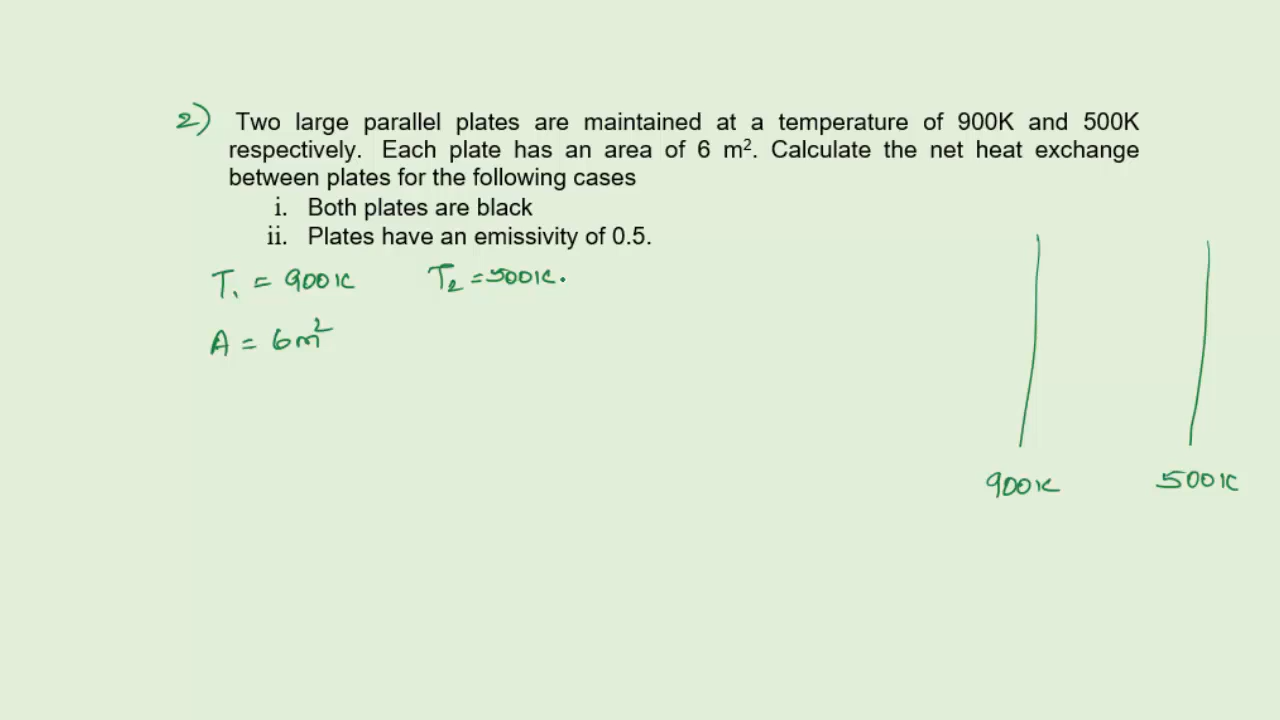 2) Two large parallel plates are maintained at a temperature of 900K and 500K
respectively. Each plate has an area of 6 m². Calculate the net heat exchange
between plates for the following cases
i. Both plates are black
ii. Plates have an emissivity of 0.5.
T₁ = 900K T₂ = 500K.
A = 6m²
900K 500K